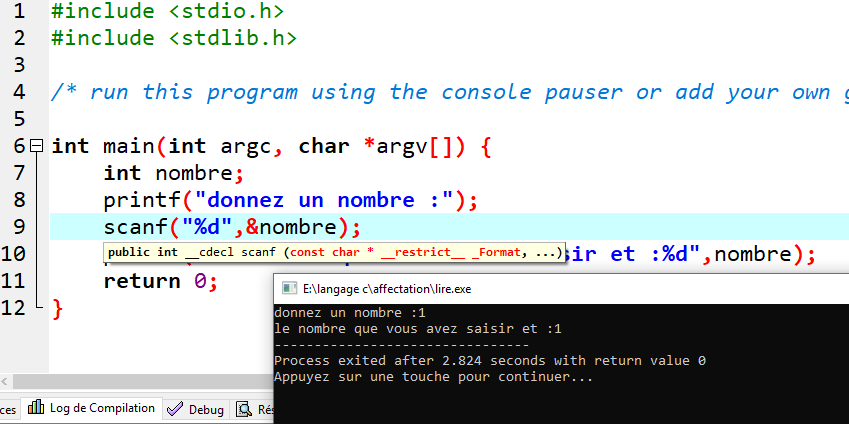 1 #include <stdio.h>
2 #include <stdlib.h>
3
4 /* run this program using the console pauser or add your own
5
6 int main(int argc, char *argv[]) {
7 int nombre;
8 printf("donnez un nombre :");
9 scanf("%d",&nombre);
public int __cdecl scanf (const char * __restrict__ _Format, ...)
10 sir et :%d",nombre);
11 return 0;
12 }
E:\langage c\affectation\lire.exe
donnez un nombre :1
le nombre que vous avez saisir et :1
--------------------------------
Process exited after 2.824 seconds with return value 0
Appuyez sur une touche pour continuer...
ces Log de Compilation Debug Rés